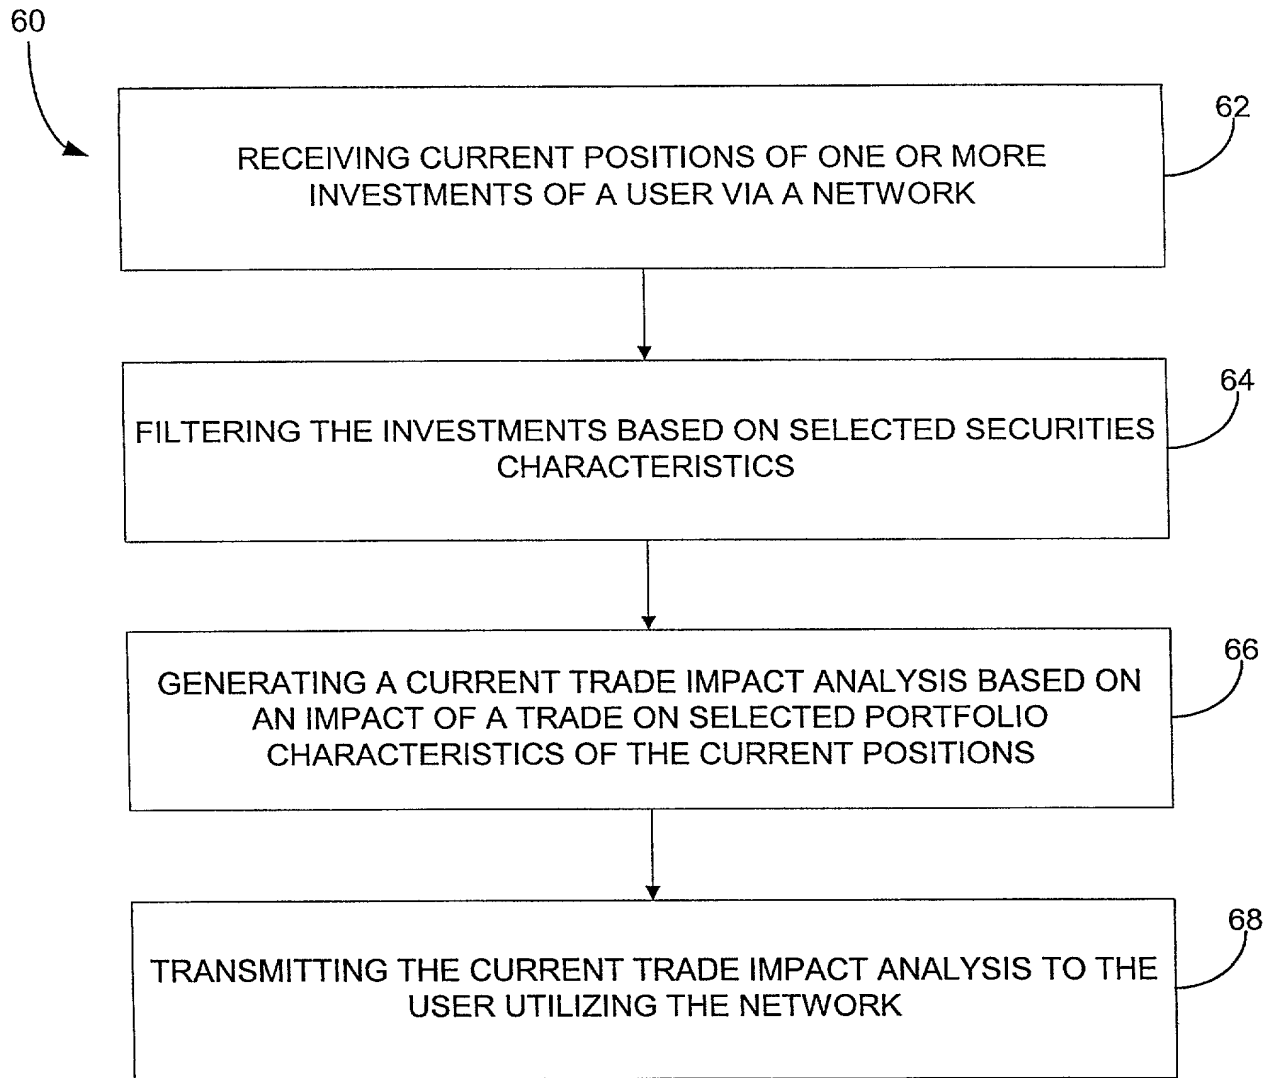 60
62
RECEIVING CURRENT POSITIONS OF ONE OR MORE
INVESTMENTS OF A USER VIA A NETWORK
64
FILTERING THE INVESTMENTS BASED ON SELECTED SECURITIES
CHARACTERISTICS
66
GENERATING A CURRENT TRADE IMPACT ANALYSIS BASED ON
AN IMPACT OF A TRADE ON SELECTED PORTFOLIO
CHARACTERISTICS OF THE CURRENT POSITIONS
68
TRANSMITTING THE CURRENT TRADE IMPACT ANALYSIS TO THE
USER UTILIZING THE NETWORK